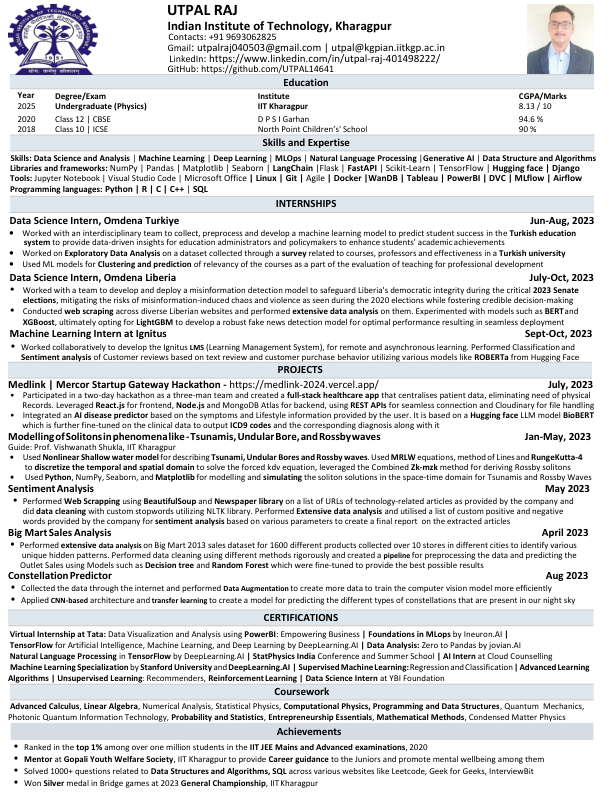 UTPAL RAJ
Indian Institute of Technology, Kharagpur
Contacts: +91 9693062825
Gmail: utpalraj040503@gmail.com | utpal@kgpian.iitkgp.ac.in
LinkedIn: https://www.linkedin.com/in/utpal-raj-401498222/
GitHub: https://github.com/UTPAL14641
Education
Year Degree/Exam Institute CGPA/Marks
2025 Undergraduate (Physics) IIT Kharagpur 8.13 / 10
2020 Class 12 | CBSE D P S I Garhan 94.6 %
2018 Class 10 | ICSE North Point Children's' School 90 %
Skills and Expertise
Skills: Data Science and Analysis | Machine Learning | Deep Learning | MLOps | Natural Language Processing |Generative AI | Data Structure and Algorithms
Libraries and frameworks: NumPy | Pandas | Matplotlib | Seaborn | LangChain |Flask | FastAPI | Scikit-Learn | TensorFlow | Hugging face | Django
Tools: Jupyter Notebook | Visual Studio Code | Microsoft Office | Linux | Git | Agile | Docker |WanDB | Tableau | PowerBI | DVC | MLflow | Airflow
Programming languages: Python | R | C | C++ | SQL
INTERNSHIPS
Data Science Intern, Omdena Turkiye Jun-Aug, 2023
• Worked with an interdisciplinary team to collect, preprocess and develop a machine learning model to predict student success in the Turkish education
system to provide data-driven insights for education administrators and policymakers to enhance students' academic achievements
• Worked on Exploratory Data Analysis on a dataset collected through a survey related to courses, professors and effectiveness in a Turkish university
• Used ML models for Clustering and prediction of relevancy of the courses as a part of the evaluation of teaching for professional development
Data Science Intern, Omdena Liberia July-Oct, 2023
• Worked with a team to develop and deploy a misinformation detection model to safeguard Liberia's democratic integrity during the critical 2023 Senate
elections, mitigating the risks of misinformation-induced chaos and violence as seen during the 2020 elections while fostering credible decision-making
• Conducted web scraping across diverse Liberian websites and performed extensive data analysis on them. Experimented with models such as BERT and
XGBoost, ultimately opting for LightGBM to develop a robust fake news detection model for optimal performance resulting in seamless deployment
Machine Learning Intern at Ignitus Sept-Oct, 2023
• Worked collaboratively to develop the Ignitus LMS (Learning Management System), for remote and asynchronous learning. Performed Classification and
Sentiment analysis of Customer reviews based on text review and customer purchase behavior utilizing various models like ROBERTa from Hugging Face
PROJECTS
Medlink | Mercor Startup Gateway Hackathon - https://medlink-2024.vercel.app/ July, 2023
• Participated in a two-day hackathon as a three-man team and created a full-stack healthcare app that centralises patient data, eliminating need of physical
Records. Leveraged React.js for frontend, Node.js and MongoDB Atlas for backend, using REST APIs for seamless connection and Cloudinary for file handling
• Integrated an AI disease predictor based on the symptoms and Lifestyle information provided by the user. It is based on a Hugging face LLM model BioBERT
which is further fine-tuned on the clinical data to output ICD9 codes and the corresponding diagnosis along with it
Modelling of Solitons in phenomena like - Tsunamis, Undular Bore, and Rossby waves Jan-May, 2023
Guide: Prof. Vishwanath Shukla, IIT Kharagpur
• Used Nonlinear Shallow water model for describing Tsunami, Undular Bores and Rossby waves. Used MRLW equations, method of Lines and RungeKutta-4
to discretize the temporal and spatial domain to solve the forced kdv equation, leveraged the Combined Zk-mzk method for deriving Rossby solitons
• Used Python, NumPy, Seaborn, and Matplotlib for modelling and simulating the soliton solutions in the space-time domain for Tsunamis and Rossby Waves
Sentiment Analysis May 2023
• Performed Web Scraping using BeautifulSoup and Newspaper library on a list of URLs of technology-related articles as provided by the company and
did data cleaning with custom stopwords utilizing NLTK library. Performed Extensive data analysis and utilised a list of custom positive and negative
words provided by the company for sentiment analysis based on various parameters to create a final report on the extracted articles
Big Mart Sales Analysis April 2023
• Performed extensive data analysis on Big Mart 2013 sales dataset for 1600 different products collected over 10 stores in different cities to identify various
unique hidden patterns. Performed data cleaning using different methods rigorously and created a pipeline for preprocessing the data and predicting the
Outlet Sales using Models such as Decision tree and Random Forest which were fine-tuned to provide the best possible results
Constellation Predictor Aug 2023
• Collected the data through the internet and performed Data Augmentation to create more data to train the computer vision model more efficiently
• Applied CNN-based architecture and transfer learning to create a model for predicting the different types of constellations that are present in our night sky
CERTIFICATIONS
Virtual Internship at Tata: Data Visualization and Analysis using PowerBI: Empowering Business | Foundations in MLops by Ineuron.AI |
TensorFlow for Artificial Intelligence, Machine Learning, and Deep Learning by DeepLearning.AI | Data Analysis: Zero to Pandas by jovian.AI
Natural Language Processing in TensorFlow by DeepLearning.AI | StatPhysics India Conference and Summer School | AI Intern at Cloud Counselling
Machine Learning Specialization by Stanford University and DeepLearning.AI | Supervised Machine Learning: Regression and Classification | Advanced Learning
Algorithms | Unsupervised Learning: Recommenders, Reinforcement Learning | Data Science Intern at YBI Foundation
Coursework
Advanced Calculus, Linear Algebra, Numerical Analysis, Statistical Physics, Computational Physics, Programming and Data Structures, Quantum Mechanics,
Photonic Quantum Information Technology, Probability and Statistics, Entrepreneurship Essentials, Mathematical Methods, Condensed Matter Physics
Achievements
• Ranked in the top 1% among over one million students in the IIT JEE Mains and Advanced examinations, 2020
• Mentor at Gopali Youth Welfare Society, IIT Kharagpur to provide Career guidance to the Juniors and promote mental wellbeing among them
• Solved 1000+ questions related to Data Structures and Algorithms, SQL across various websites like Leetcode, Geek for Geeks, InterviewBit
• Won Silver medal in Bridge games at 2023 General Championship, IIT Kharagpur